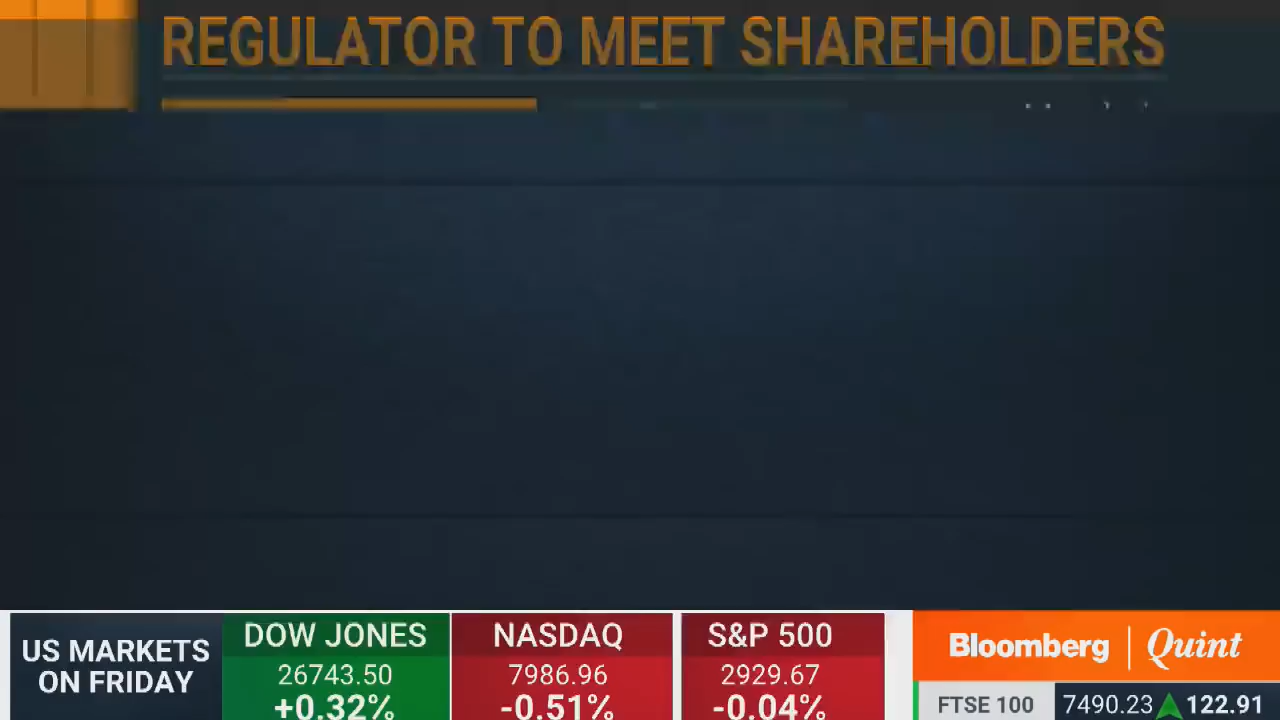 REGULATOR TO MEET SHAREHOLDERS
US MARKETS
ON FRIDAY
DOW JONES
26743.50
+0.32%
NASDAQ
7986.96
-0.51%
S&P 500
2929.67
-0.04%
Bloomberg | Quint
FTSE 100 7490.23 ▲ 122.91